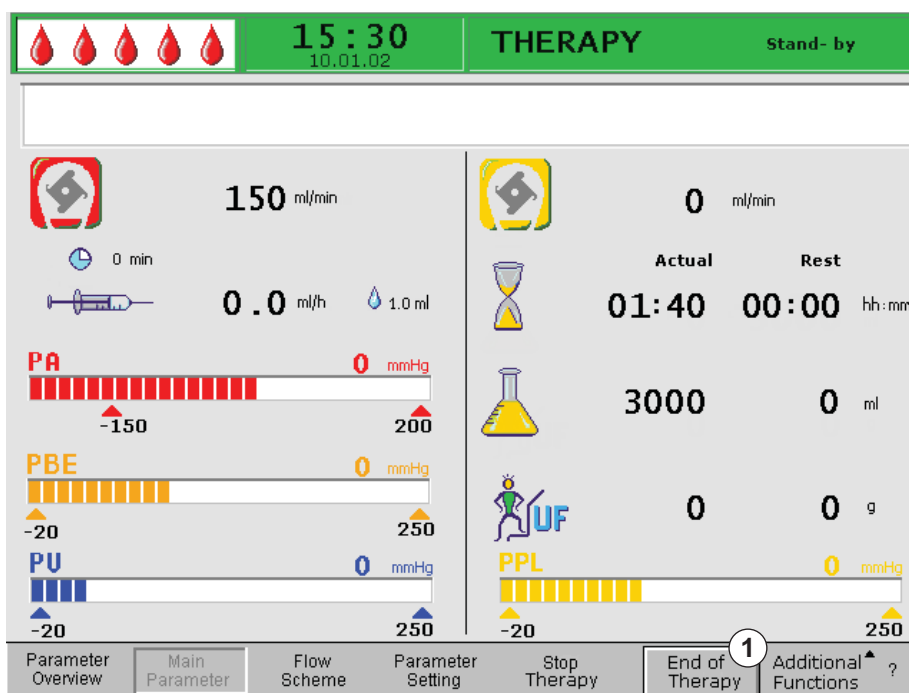 15:30 THERAPY Stand- by
10.01.02
150 ml/min
0 ml/min
0 min
Actual Rest
0.0 ml/h 1.0 ml
01:40 00:00 hh:mm
PA 0 mmHg
-150 200
3000 0 ml
PBE 0 mmHg
-20 250
UF 0 0 g
PV 0 mmHg
-20 250
PPL 0 mmHg
-20 250
Parameter Overview
Main Parameter
Flow Scheme
Parameter Setting
Stop Therapy
End of Therapy
1
Additional Functions
?